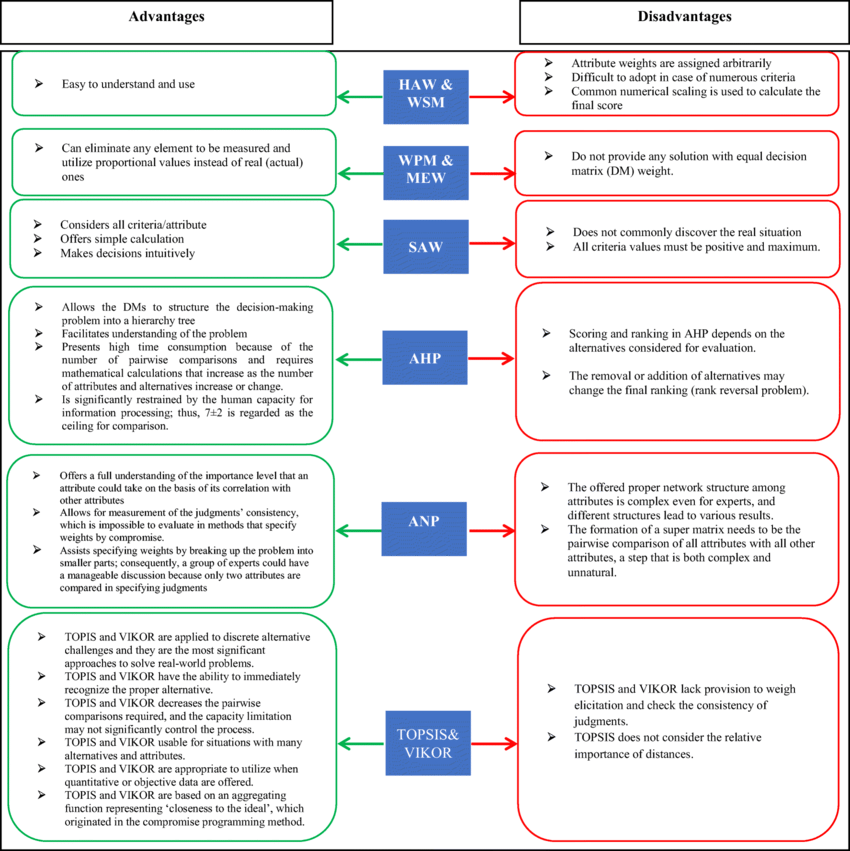 Advantages
Disadvantages
➢ Easy to understand and use
HAW &
WSM
➢ Attribute weights are assigned arbitrarily
➢ Difficult to adopt in case of numerous criteria
➢ Common numerical scaling is used to calculate the
final score
➢ Can eliminate any element to be measured and
utilize proportional values instead of real (actual)
ones
WPM &
MEW
➢ Do not provide any solution with equal decision
matrix (DM) weight.
➢ Considers all criteria/attribute
➢ Offers simple calculation
➢ Makes decisions intuitively
SAW
➢ Does not commonly discover the real situation
➢ All criteria values must be positive and maximum.
➢ Allows the DMs to structure the decision-making
problem into a hierarchy tree
➢ Facilitates understanding of the problem
➢ Presents high time consumption because of the
number of pairwise comparisons and requires
mathematical calculations that increase as the
number of attributes and alternatives increase or change.
➢ Is significantly restrained by the human capacity for
information processing; thus, 7±2 is regarded as the
ceiling for comparison.
AHP
➢ Scoring and ranking in AHP depends on the
alternatives considered for evaluation.
➢ The removal or addition of alternatives may
change the final ranking (rank reversal problem).
➢ Offers a full understanding of the importance level that an
attribute could take on the basis of its correlation with
other attributes
➢ Allows for measurement of the judgments' consistency,
which is impossible to evaluate in methods that specify
weights by compromise.
➢ Assists specifying weights by breaking up the problem into
smaller parts; consequently, a group of experts could have
a manageable discussion because only two attributes are
compared in specifying judgments
ANP
➢ The offered proper network structure among
attributes is complex even for experts, and
different structures lead to various results.
➢ The formation of a super matrix needs to be the
pairwise comparison of all attributes with all other
attributes, a step that is both complex and
unnatural.
➢ TOPIS and VIKOR are applied to discrete alternative
challenges and they are the most significant
approaches to solve real-world problems.
➢ TOPIS and VIKOR have the ability to immediately
recognize the proper alternative.
➢ TOPIS and VIKOR decreases the pairwise
comparisons required, and the capacity limitation
may not significantly control the process.
➢ TOPIS and VIKOR usable for situations with many
alternatives and attributes.
➢ TOPIS and VIKOR are appropriate to utilize when
quantitative or objective data are offered.
➢ TOPIS and VIKOR are based on an aggregating
function representing 'closeness to the ideal', which
originated in the compromise programming method.
TOPSIS&
VIKOR
➢ TOPSIS and VIKOR lack provision to weigh
elicitation and check the consistency of
judgments.
➢ TOPSIS does not consider the relative
importance of distances.